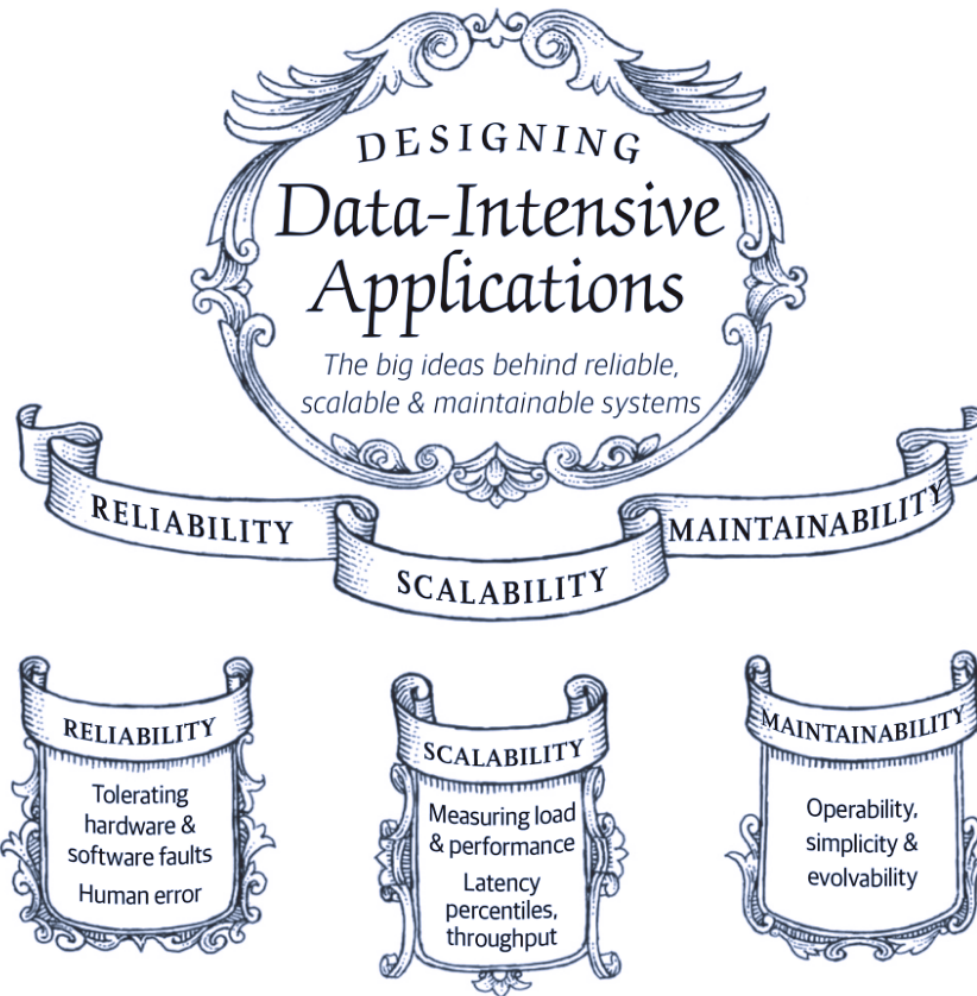 DESIGNING
Data-Intensive
Applications
The big ideas behind reliable,
scalable & maintainable systems
RELIABILITY
SCALABILITY
MAINTAINABILITY
RELIABILITY
Tolerating
hardware &
software faults
Human error
SCALABILITY
Measuring load
& performance
Latency
percentiles,
throughput
MAINTAINABILITY
Operability,
simplicity &
evolvability